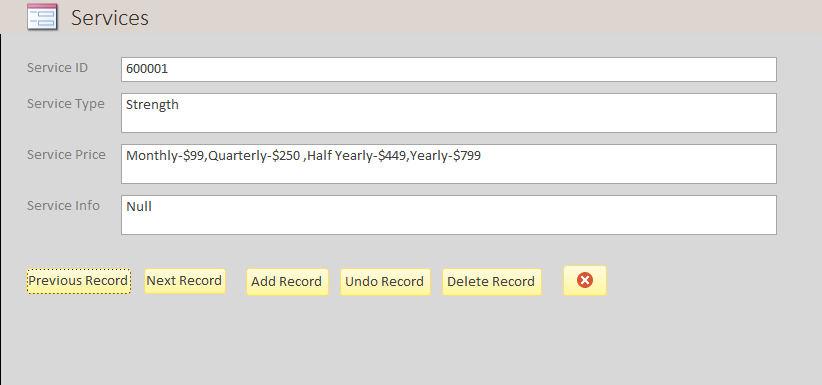 Services
Service ID 600001
Service Type Strength
Service Price Monthly-$99,Quarterly-$250 ,Half Yearly-$449,Yearly-$799
Service Info Null
Previous Record Next Record Add Record Undo Record Delete Record